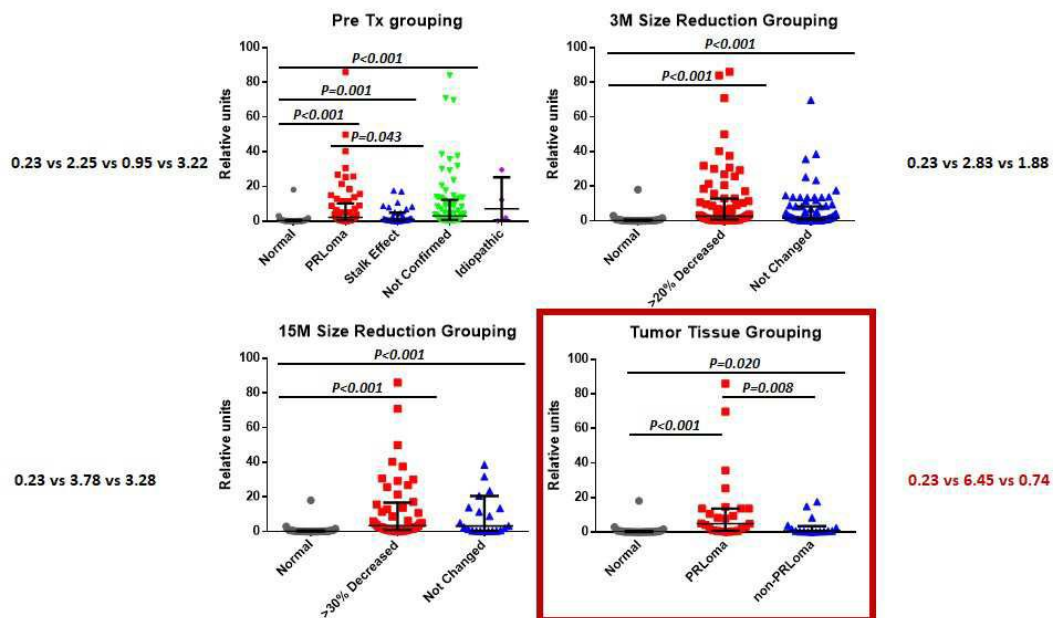 Pre Tx grouping
100
80
60
40
20
0
Relative units
P<0.001
P=0.001
P<0.001
P=0.043
Normal
PRLoma
Stalk Effect
Not Confirmed
Idiopathic
0.23 vs 2.25 vs 0.95 vs 3.22
3M Size Reduction Grouping
100
80
60
40
20
0
Relative units
P<0.001
P<0.001
Normal
>20% Decreased
Not Changed
0.23 vs 2.83 vs 1.88
15M Size Reduction Grouping
100
80
60
40
20
0
Relative units
P<0.001
P<0.001
Normal
>30% Decreased
Not Changed
0.23 vs 3.78 vs 3.28
Tumor Tissue Grouping
100
80
60
40
20
0
Relative units
P=0.020
P=0.008
P<0.001
Normal
PRLoma
non-PRLoma
0.23 vs 6.45 vs 0.74